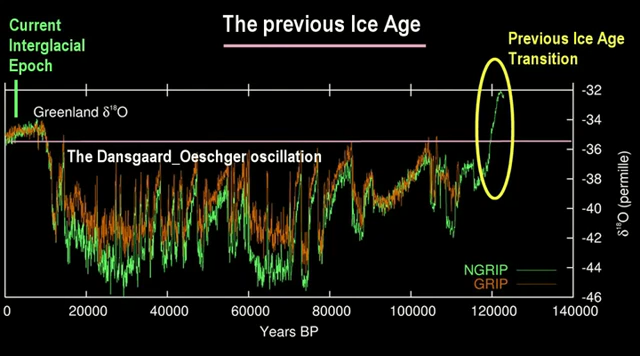 The previous Ice Age
Current
Interglacial
Epoch
Previous Ice Age
Transition
Greenland δ¹⁸O
The Dansgaard_Oeschger oscillation
-32
-34
-36
-38
-40
-42
-44
-46
δ¹⁸O (permille)
NGRIP
GRIP
0 20000 40000 60000 80000 100000 120000 140000
Years BP